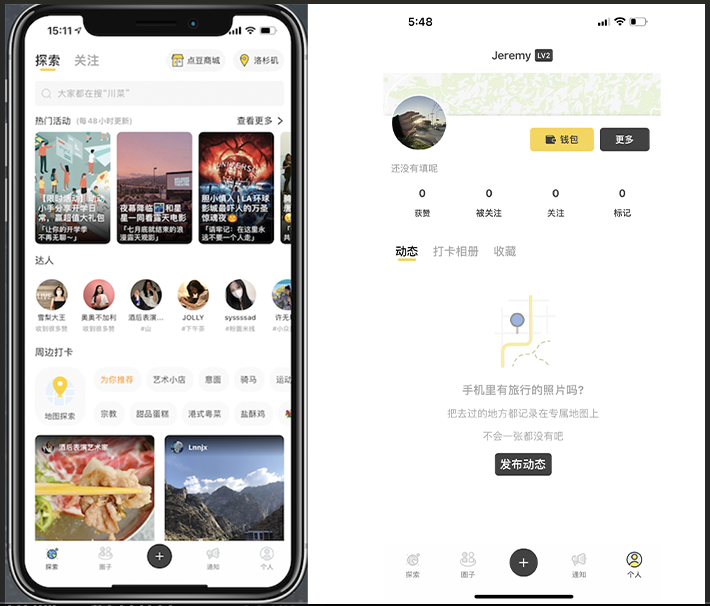 15:11
探索 关注
点豆商城
洛杉矶
大家都在搜“川菜”
热门活动 (每48小时更新)
查看更多
【限时活动】动动
小手分享开学日
常，赢超值大礼包
「让你的开学季
不再无聊～」
夜幕降临🌃和星
星一同看露天电影
「七月底就结束的浪
漫露天观影」
胆小慎入 | LA环球
影城最吓人的万圣
惊魂夜
「请牢记：在这里永
远不要一个人走」
达人
雪梨大王
收到很多赞
美奥不加利
收到很多赞
酒后表演...
#山
JOLLY
#下午茶
syssssad
#粉面米线
许无
#小众
周边打卡
地图探索
为你推荐 艺术小店 意面 骑马 运动
宗教 甜品蛋糕 港式粤菜 盐酥鸡
酒后表演艺术家
Lnnjx
探索 圈子 + 通知 个人
5:48
Jeremy LV2
钱包 更多
还没有填呢
0 0 0 0
获赞 被关注 关注 标记
动态 打卡相册 收藏
手机里有旅行的照片吗?
把去过的地方都记录在专属地图上
不会一张都没有吧
发布动态
探索 圈子 + 通知 个人